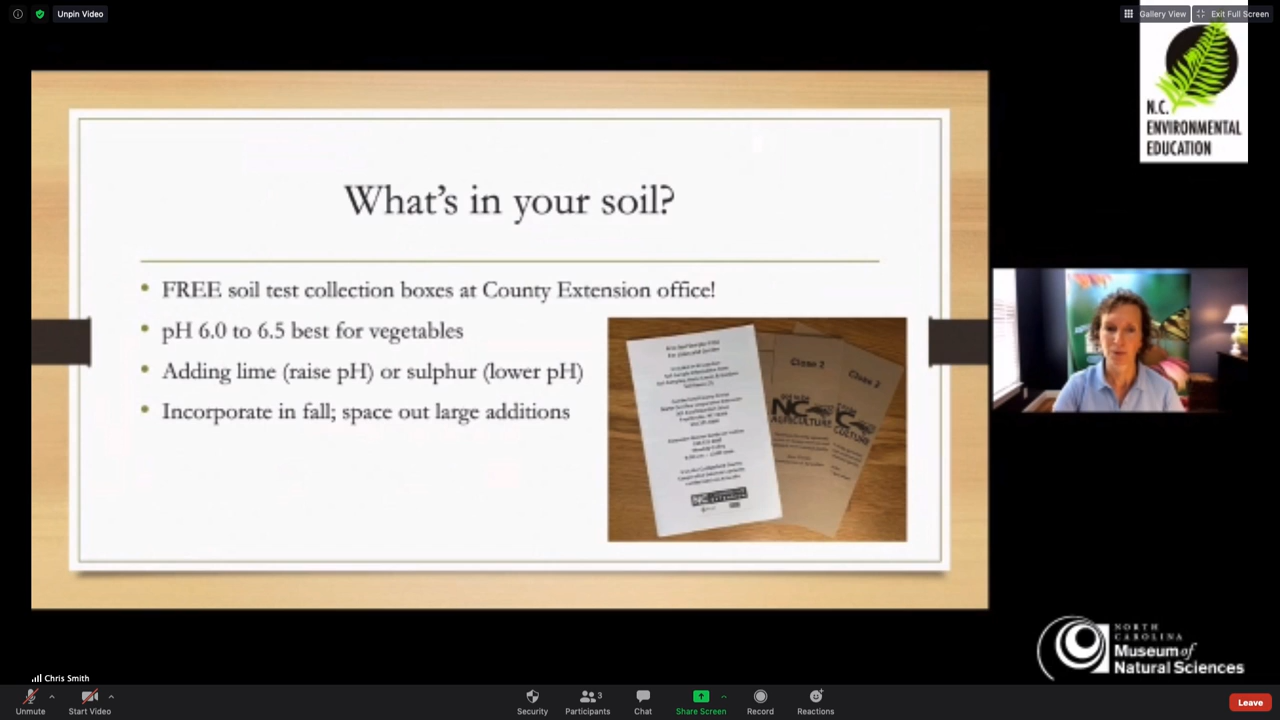 Unpin Video
Gallery View
Exit Full Screen
N.C.
ENVIRONMENTAL
EDUCATION
What's in your soil?
FREE soil test collection boxes at County Extension office!
pH 6.0 to 6.5 best for vegetables
Adding lime (raise pH) or sulphur (lower pH)
Incorporate in fall; space out large additions
NC
AGRICULTURE
NORTH
CAROLINA
Museum of
Natural Sciences
Chris Smith
Unmute
Start Video
Security
Participants 3
Chat
Share Screen
Record
Reactions
Leave